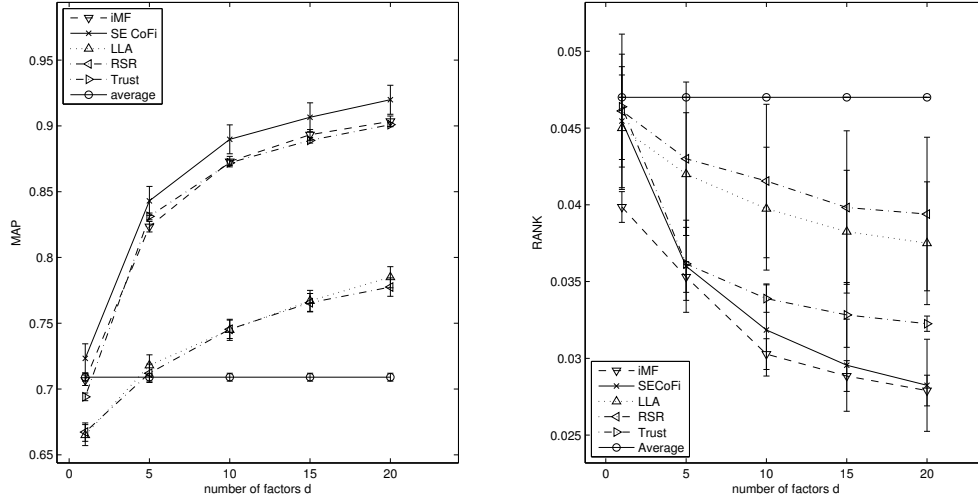 iMF
SE CoFi
LLA
RSR
Trust
average
0.95
0.9
0.85
0.8
0.75
0.7
0.65
MAP
0 5 10 15 20
number of factors d
0.05
0.045
0.04
0.035
0.03
0.025
RANK
iMF
SECoFi
LLA
RSR
Trust
Average
0 5 10 15 20
number of factors d